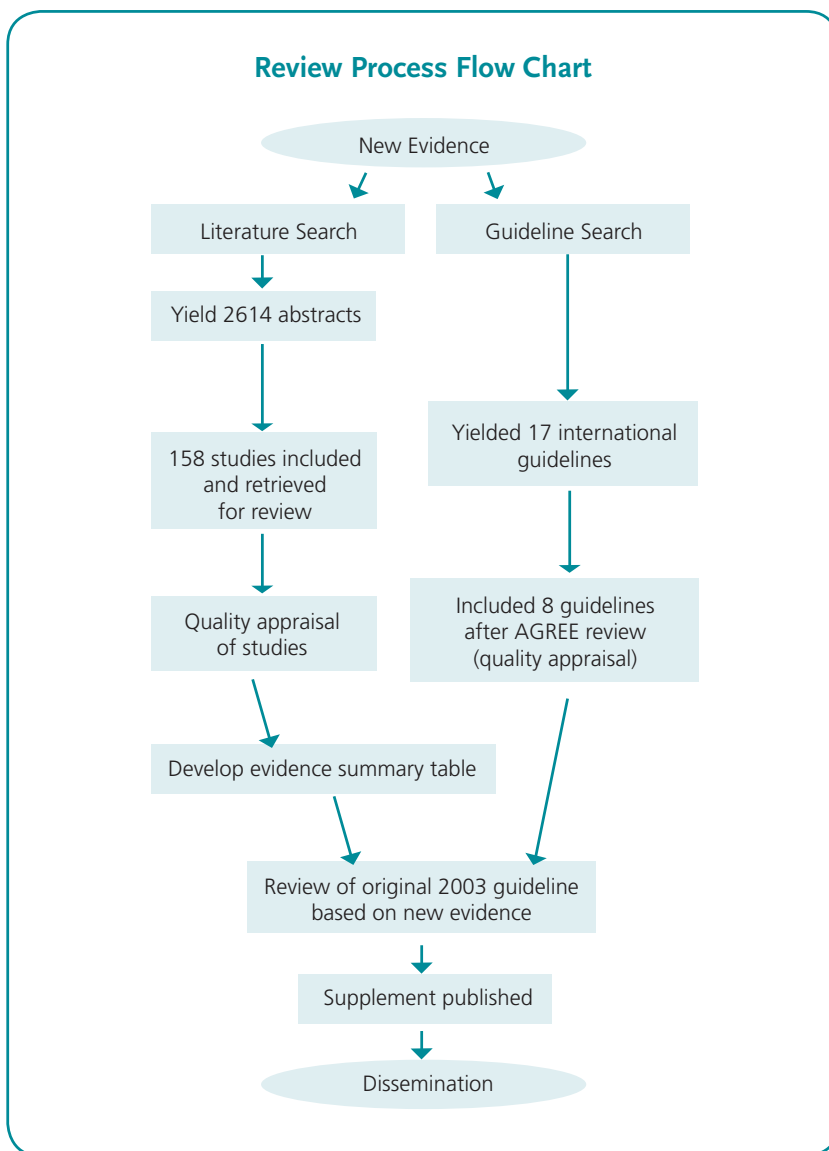 Review Process Flow Chart
New Evidence
Literature Search
Guideline Search
Yield 2614 abstracts
158 studies included
and retrieved
for review
Yielded 17 international
guidelines
Quality appraisal
of studies
Included 8 guidelines
after AGREE review
(quality appraisal)
Develop evidence summary table
Review of original 2003 guideline
based on new evidence
Supplement published
Dissemination